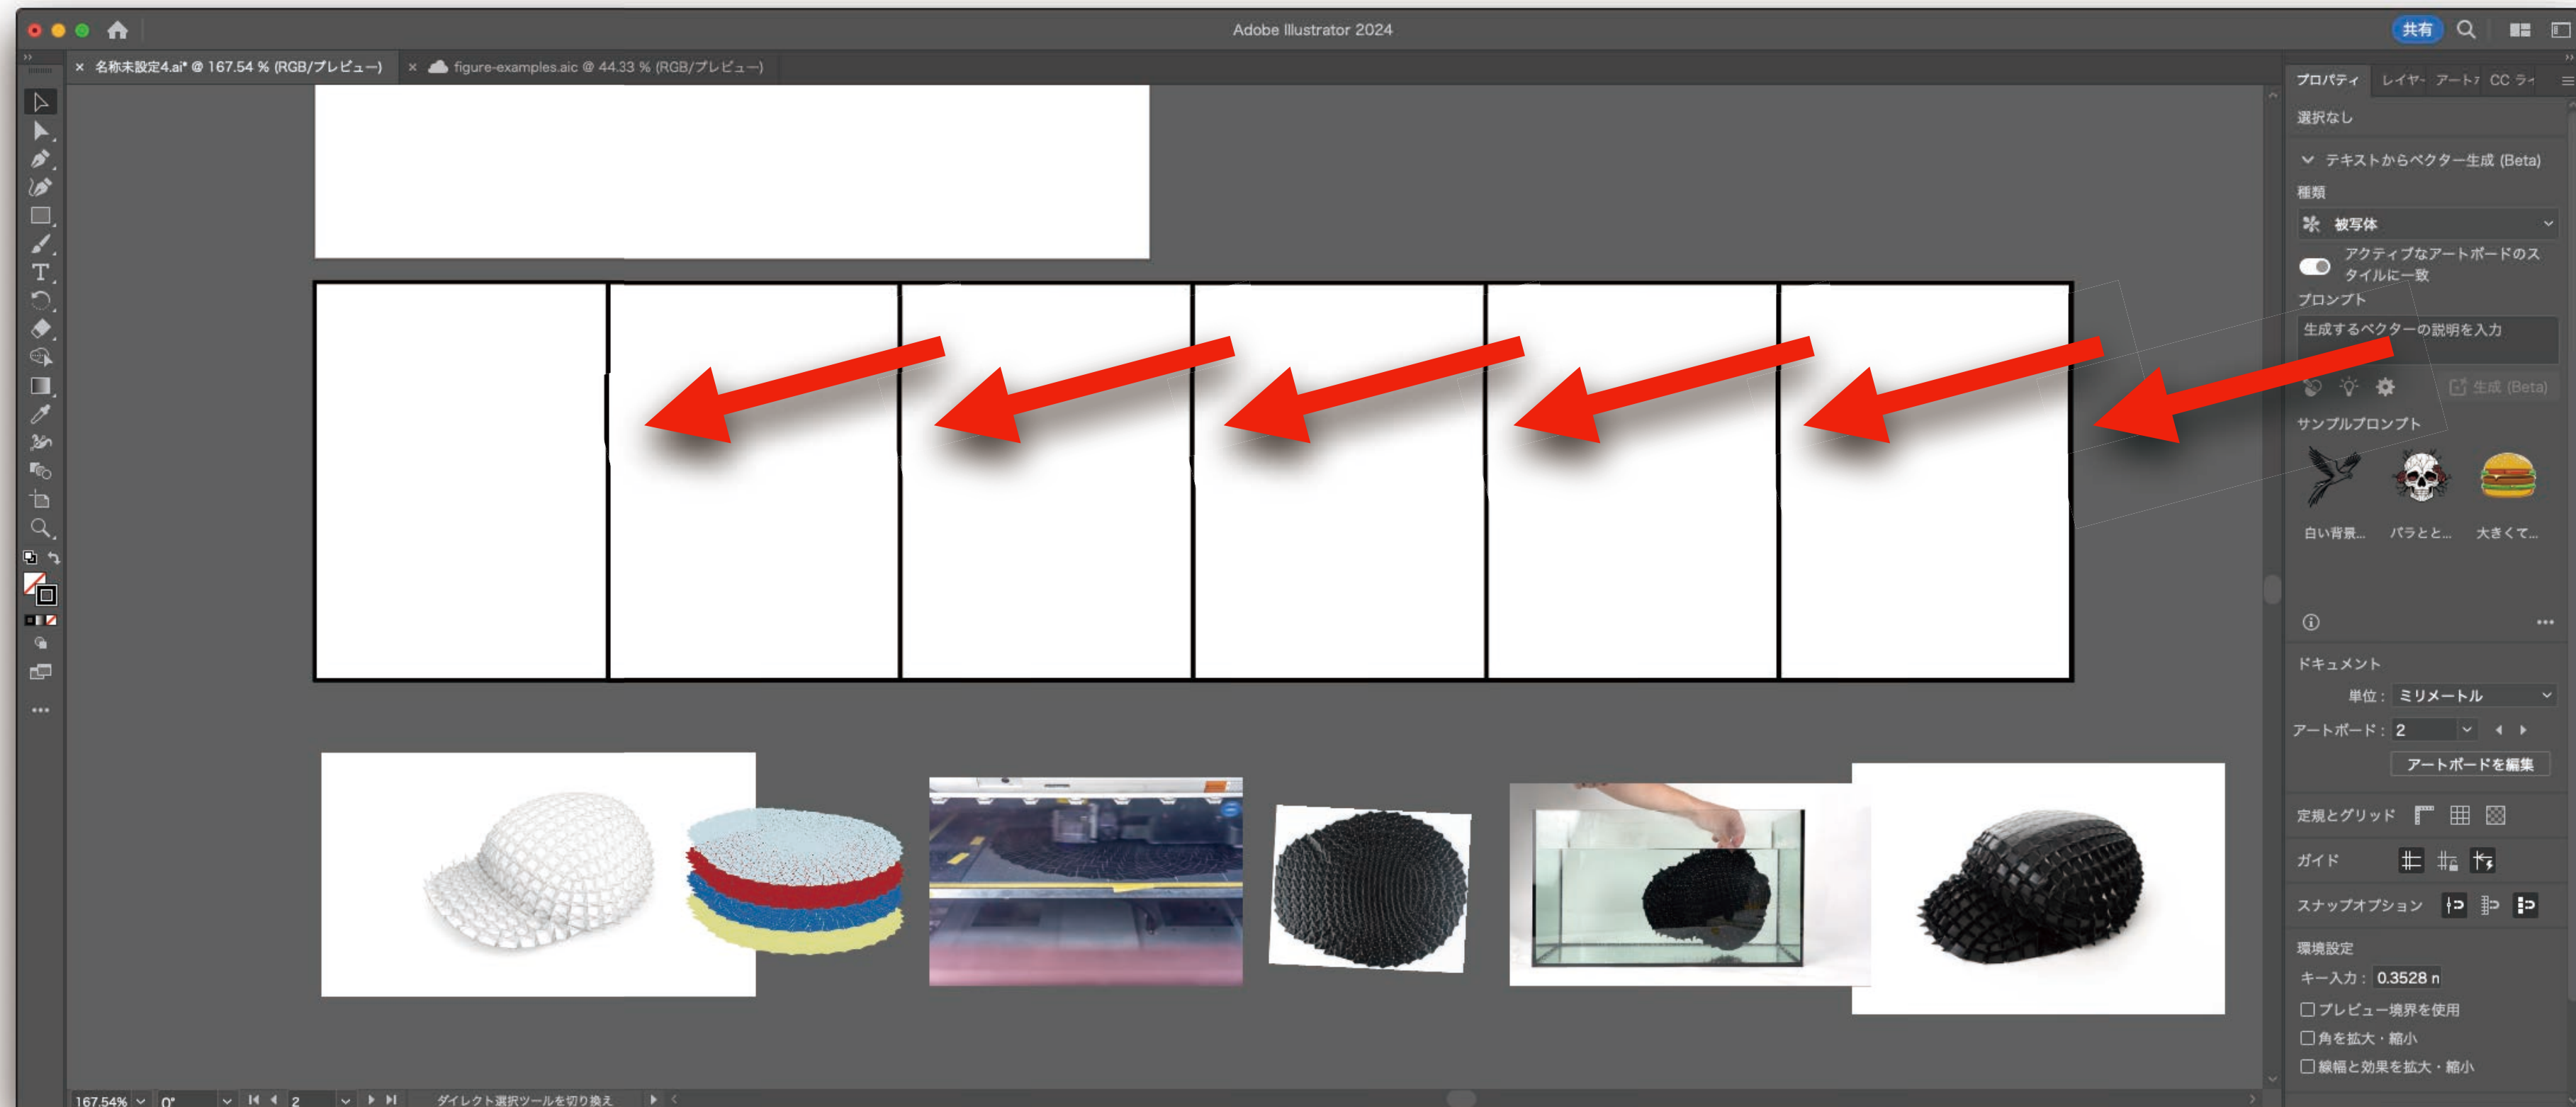 Adobe Illustrator 2024
共有
× 名称未設定4.ai* @ 167.54 % (RGB/プレビュー)
× figure-examples.aic @ 44.33 % (RGB/プレビュー)
プロパティ
レイヤ
アート
CC ライ
選択なし
テキストからベクター生成 (Beta)
種類
被写体
アクティブなアートボードのス
タイルに一致
プロンプト
生成するベクターの説明を入力
生成 (Beta)
サンプルプロンプト
白い背景...
バラとと...
大きくて...
ドキュメント
単位 : ミリメートル
アートボード : 2
アートボードを編集
定規とグリッド
ガイド
スナップオプション
環境設定
キー入力 : 0.3528 n
プレビュー境界を使用
角を拡大・縮小
線幅と効果を拡大・縮小
167.54%
0°
2
ダイレクト選択ツールを切り換え